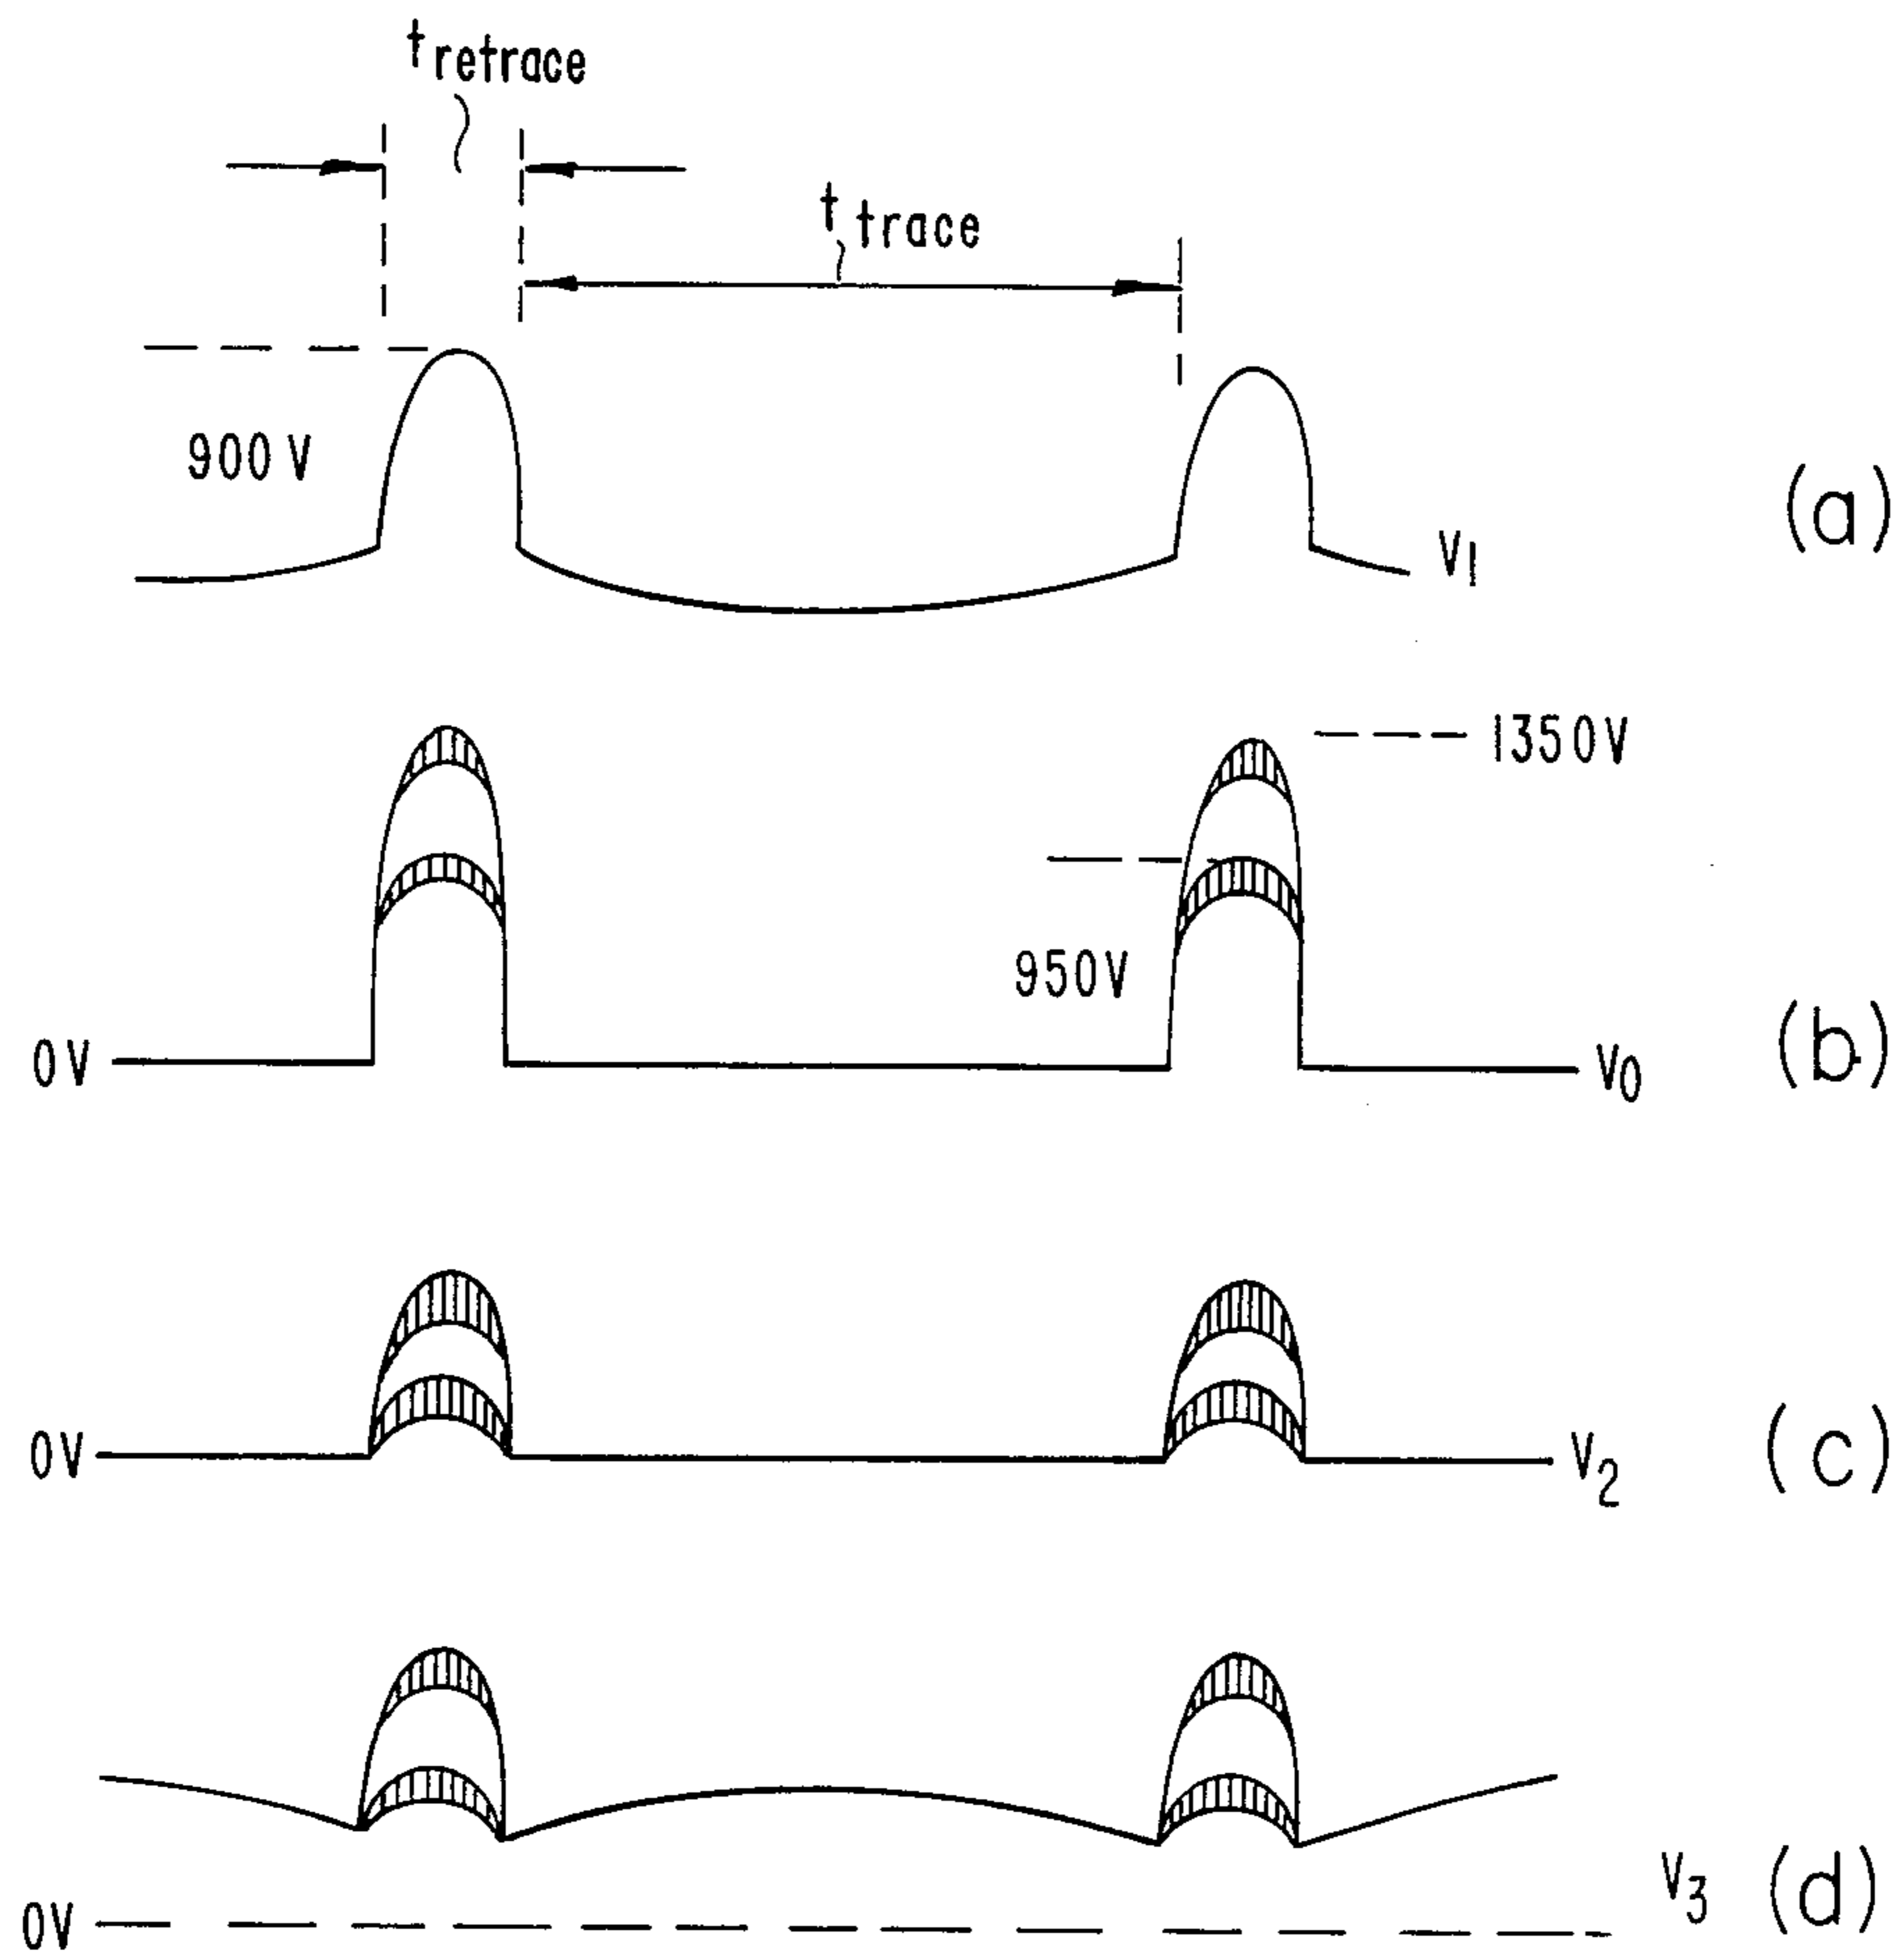 t retrace
t trace
900 V
V1
(a)
1350V
950V
0V
V0
(b)
0V
V2
(c)
V3
(d)
0V